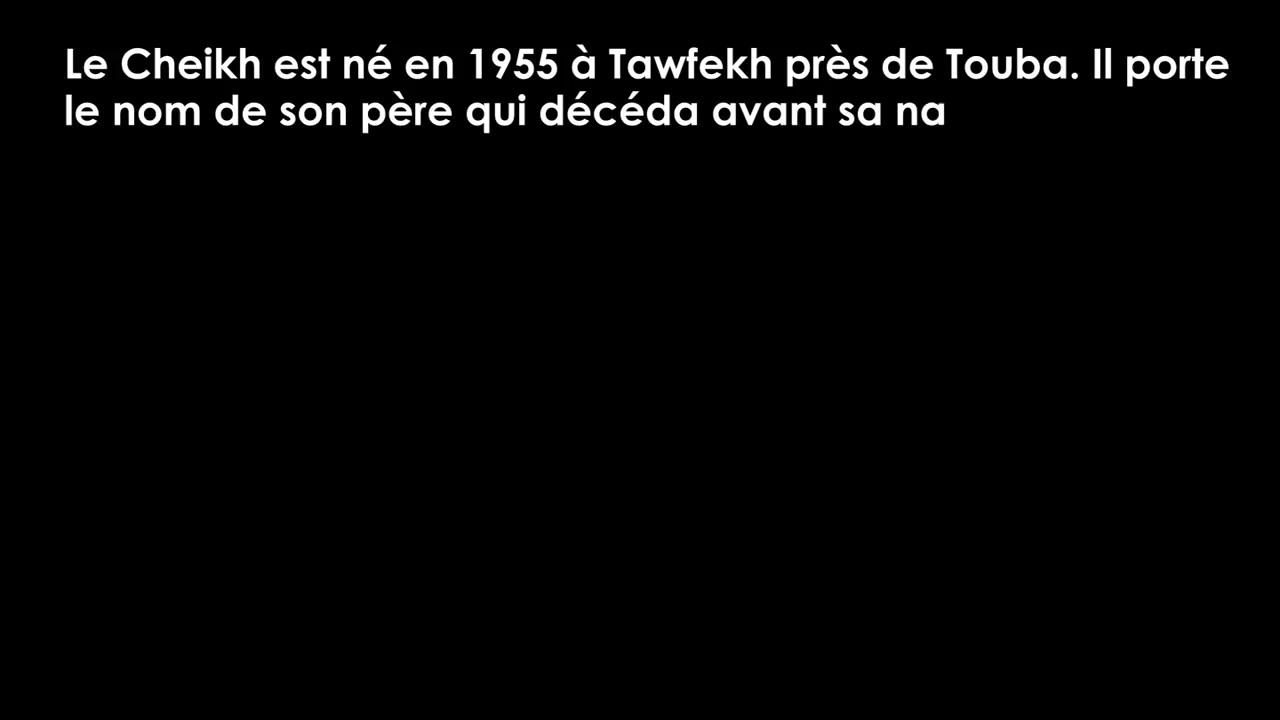 Le Cheikh est né en 1955 à Tawfekh près de Touba. Il porte
le nom de son père qui décéda avant sa na